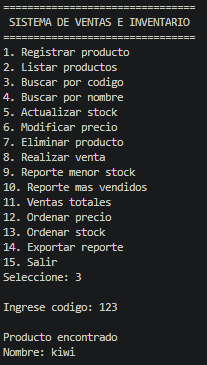 ================================
SISTEMA DE VENTAS E INVENTARIO
================================
1. Registrar producto
2. Listar productos
3. Buscar por codigo
4. Buscar por nombre
5. Actualizar stock
6. Modificar precio
7. Eliminar producto
8. Realizar venta
9. Reporte menor stock
10. Reporte mas vendidos
11. Ventas totales
12. Ordenar precio
13. Ordenar stock
14. Exportar reporte
15. Salir
Seleccione: 3
Ingrese codigo: 123
Producto encontrado
Nombre: kiwi